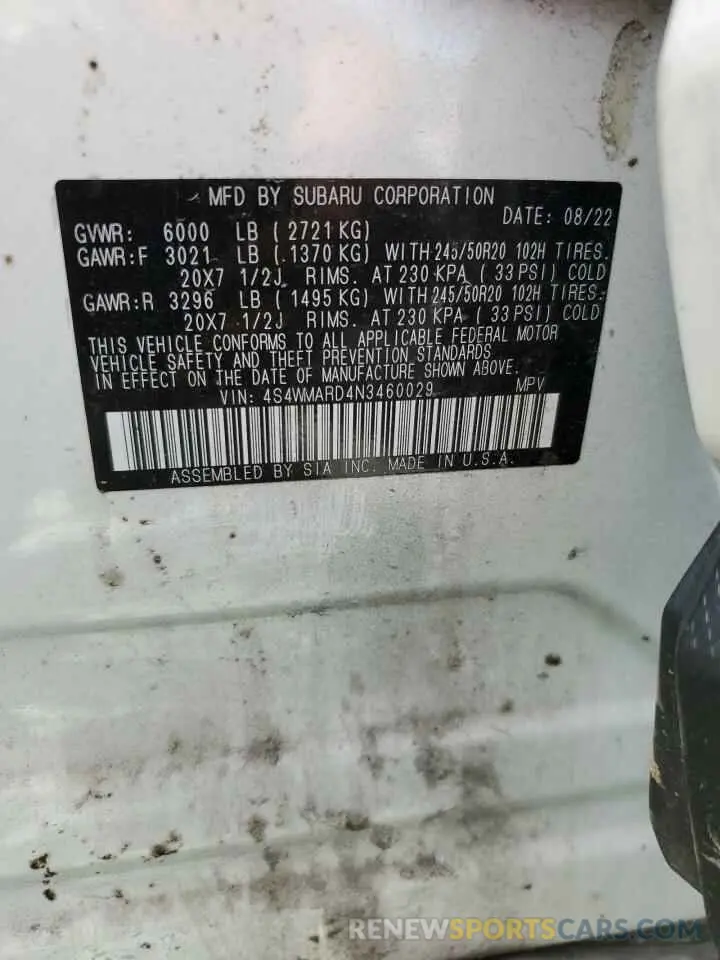 MFD BY SUBARU CORPORATION
DATE: 08/22
GVWR: 6000 LB ( 2721 KG)
GAWR:F 3021 LB ( 1370 KG) WITH 245/50R20 102H TIRES.
20X7 1/2J RIMS. AT 230 KPA ( 33 PSI) COLD
GAWR:R 3296 LB ( 1495 KG) WITH 245/50R20 102H TIRES.
20X7 1/2J RIMS. AT 230 KPA ( 33 PSI) COLD
THIS VEHICLE CONFORMS TO ALL APPLICABLE FEDERAL MOTOR
VEHICLE SAFETY AND THEFT PREVENTION STANDARDS
IN EFFECT ON THE DATE OF MANUFACTURE SHOWN ABOVE.
VIN: 4S4WMARD4N3460029 MPV
ASSEMBLED BY SIA INC. MADE IN U.S.A.
RENEWSPORTSCARS.COM